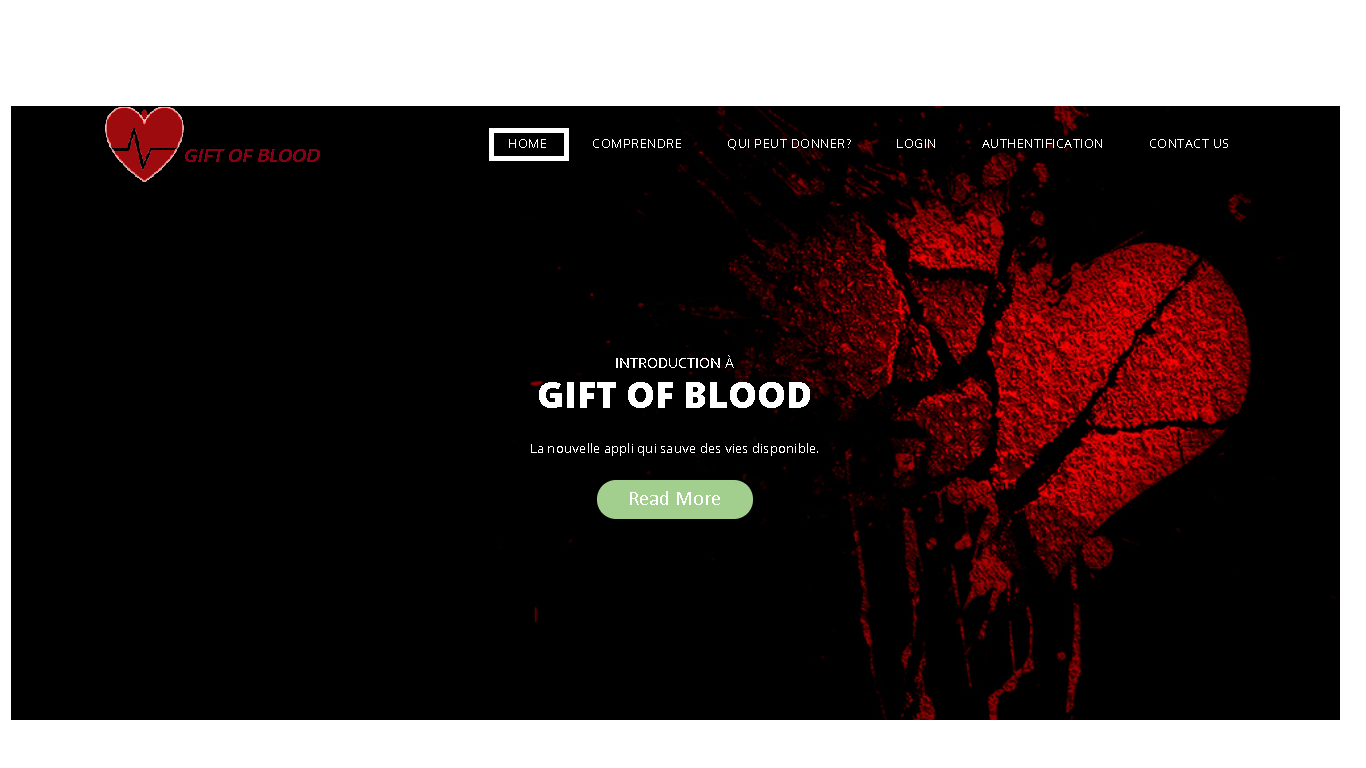 GIFT OF BLOOD
HOME COMPRENDRE QUI PEUT DONNER? LOGIN AUTHENTIFICATION CONTACT US
INTRODUCTION À
GIFT OF BLOOD
La nouvelle appli qui sauve des vies disponible.
Read More